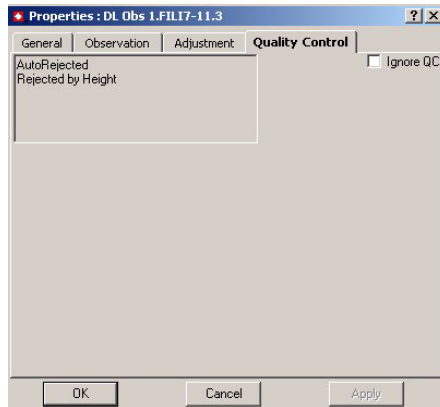 Properties : DL Obs 1.FILI7-11.3
General Observation Adjustment Quality Control
AutoRejected
Rejected by Height
Ignore QC
OK Cancel Apply